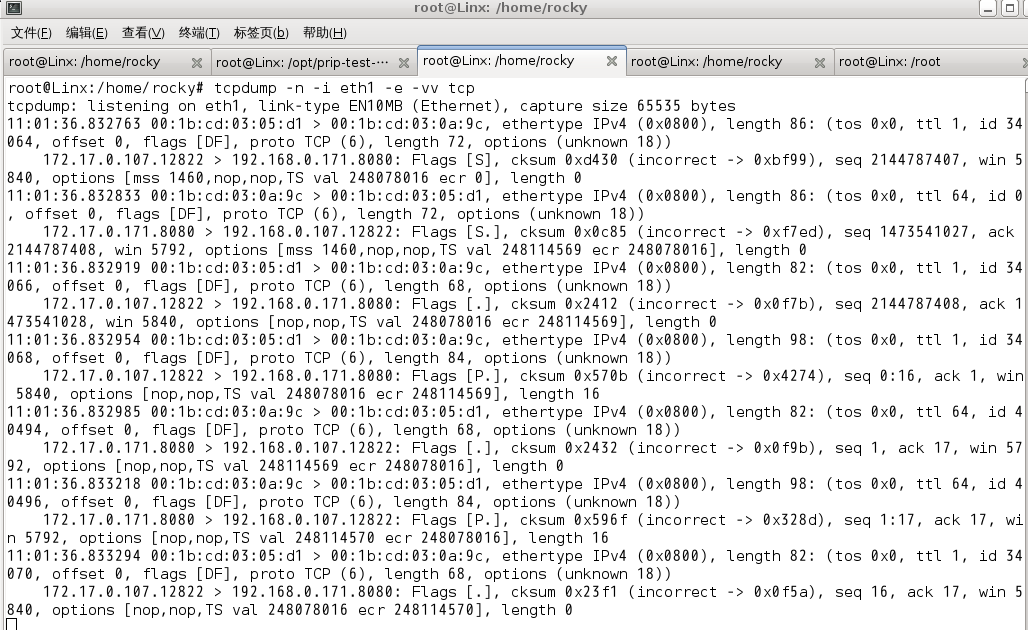 root@Linx: /home/rocky
文件(F) 编辑(E) 查看(V) 终端(T) 标签页(b) 帮助(H)
root@Linx: /home/rocky root@Linx: /opt/prip-test-··· root@Linx: /home/rocky root@Linx: /home/rocky root@Linx: /root
root@Linx:/home/rocky# tcpdump -n -i eth1 -e -vv tcp
tcpdump: listening on eth1, link-type EN10MB (Ethernet), capture size 65535 bytes
11:01:36.832763 00:1b:cd:03:05:d1 > 00:1b:cd:03:0a:9c, ethertype IPv4 (0x0800), length 86: (tos 0x0, ttl 1, id 34
064, offset 0, flags [DF], proto TCP (6), length 72, options (unknown 18))
172.17.0.107.12822 > 192.168.0.171.8080: Flags [S], cksum 0xd430 (incorrect -> 0xbf99), seq 2144787407, win 5
840, options [mss 1460,nop,nop,TS val 248078016 ecr 0], length 0
11:01:36.832833 00:1b:cd:03:0a:9c > 00:1b:cd:03:05:d1, ethertype IPv4 (0x0800), length 86: (tos 0x0, ttl 64, id 0
, offset 0, flags [DF], proto TCP (6), length 72, options (unknown 18))
172.17.0.171.8080 > 192.168.0.107.12822: Flags [S.], cksum 0x0c85 (incorrect -> 0xf7ed), seq 1473541027, ack
2144787408, win 5792, options [mss 1460,nop,nop,TS val 248114569 ecr 248078016], length 0
11:01:36.832919 00:1b:cd:03:05:d1 > 00:1b:cd:03:0a:9c, ethertype IPv4 (0x0800), length 82: (tos 0x0, ttl 1, id 34
066, offset 0, flags [DF], proto TCP (6), length 68, options (unknown 18))
172.17.0.107.12822 > 192.168.0.171.8080: Flags [.], cksum 0x2412 (incorrect -> 0x0f7b), seq 2144787408, ack 1
473541028, win 5840, options [nop,nop,TS val 248078016 ecr 248114569], length 0
11:01:36.832954 00:1b:cd:03:05:d1 > 00:1b:cd:03:0a:9c, ethertype IPv4 (0x0800), length 98: (tos 0x0, ttl 1, id 34
068, offset 0, flags [DF], proto TCP (6), length 84, options (unknown 18))
172.17.0.107.12822 > 192.168.0.171.8080: Flags [P.], cksum 0x570b (incorrect -> 0x4274), seq 0:16, ack 1, win
5840, options [nop,nop,TS val 248078016 ecr 248114569], length 16
11:01:36.832985 00:1b:cd:03:0a:9c > 00:1b:cd:03:05:d1, ethertype IPv4 (0x0800), length 82: (tos 0x0, ttl 64, id 4
0494, offset 0, flags [DF], proto TCP (6), length 68, options (unknown 18))
172.17.0.171.8080 > 192.168.0.107.12822: Flags [.], cksum 0x2432 (incorrect -> 0x0f9b), seq 1, ack 17, win 57
92, options [nop,nop,TS val 248114569 ecr 248078016], length 0
11:01:36.833218 00:1b:cd:03:0a:9c > 00:1b:cd:03:05:d1, ethertype IPv4 (0x0800), length 98: (tos 0x0, ttl 64, id 4
0496, offset 0, flags [DF], proto TCP (6), length 84, options (unknown 18))
172.17.0.171.8080 > 192.168.0.107.12822: Flags [P.], cksum 0x596f (incorrect -> 0x328d), seq 1:17, ack 17, wi
n 5792, options [nop,nop,TS val 248114570 ecr 248078016], length 16
11:01:36.833294 00:1b:cd:03:05:d1 > 00:1b:cd:03:0a:9c, ethertype IPv4 (0x0800), length 82: (tos 0x0, ttl 1, id 34
070, offset 0, flags [DF], proto TCP (6), length 68, options (unknown 18))
172.17.0.107.12822 > 192.168.0.171.8080: Flags [.], cksum 0x23f1 (incorrect -> 0x0f5a), seq 16, ack 17, win 5
840, options [nop,nop,TS val 248078016 ecr 248114570], length 0